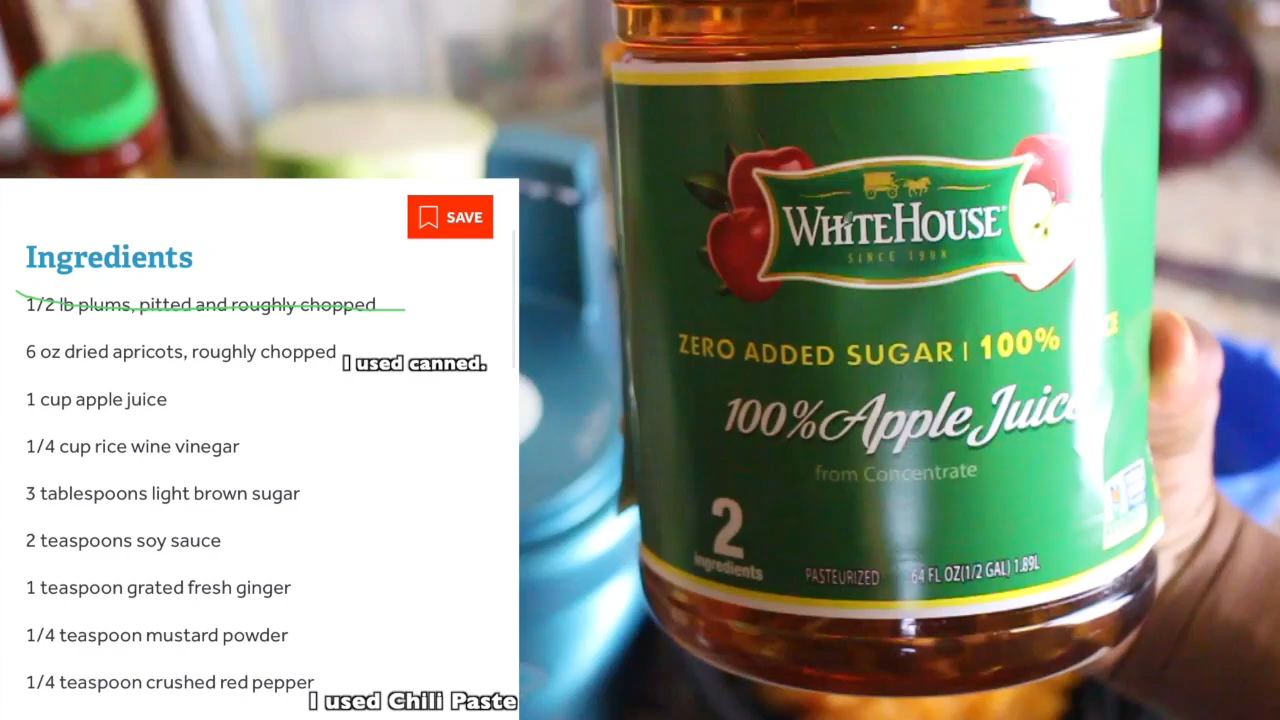 SAVE
Ingredients
1/2 lb plums, pitted and roughly chopped
6 oz dried apricots, roughly chopped
I used canned.
1 cup apple juice
1/4 cup rice wine vinegar
3 tablespoons light brown sugar
2 teaspoons soy sauce
1 teaspoon grated fresh ginger
1/4 teaspoon mustard powder
1/4 teaspoon crushed red pepper
I used Chili Paste
WHITEHOUSE
SINCE 1908
ZERO ADDED SUGAR | 100%
100% Apple Juice
from Concentrate
2
ingredients
PASTEURIZED 64 FL OZ (1/2 GAL) 1.89L